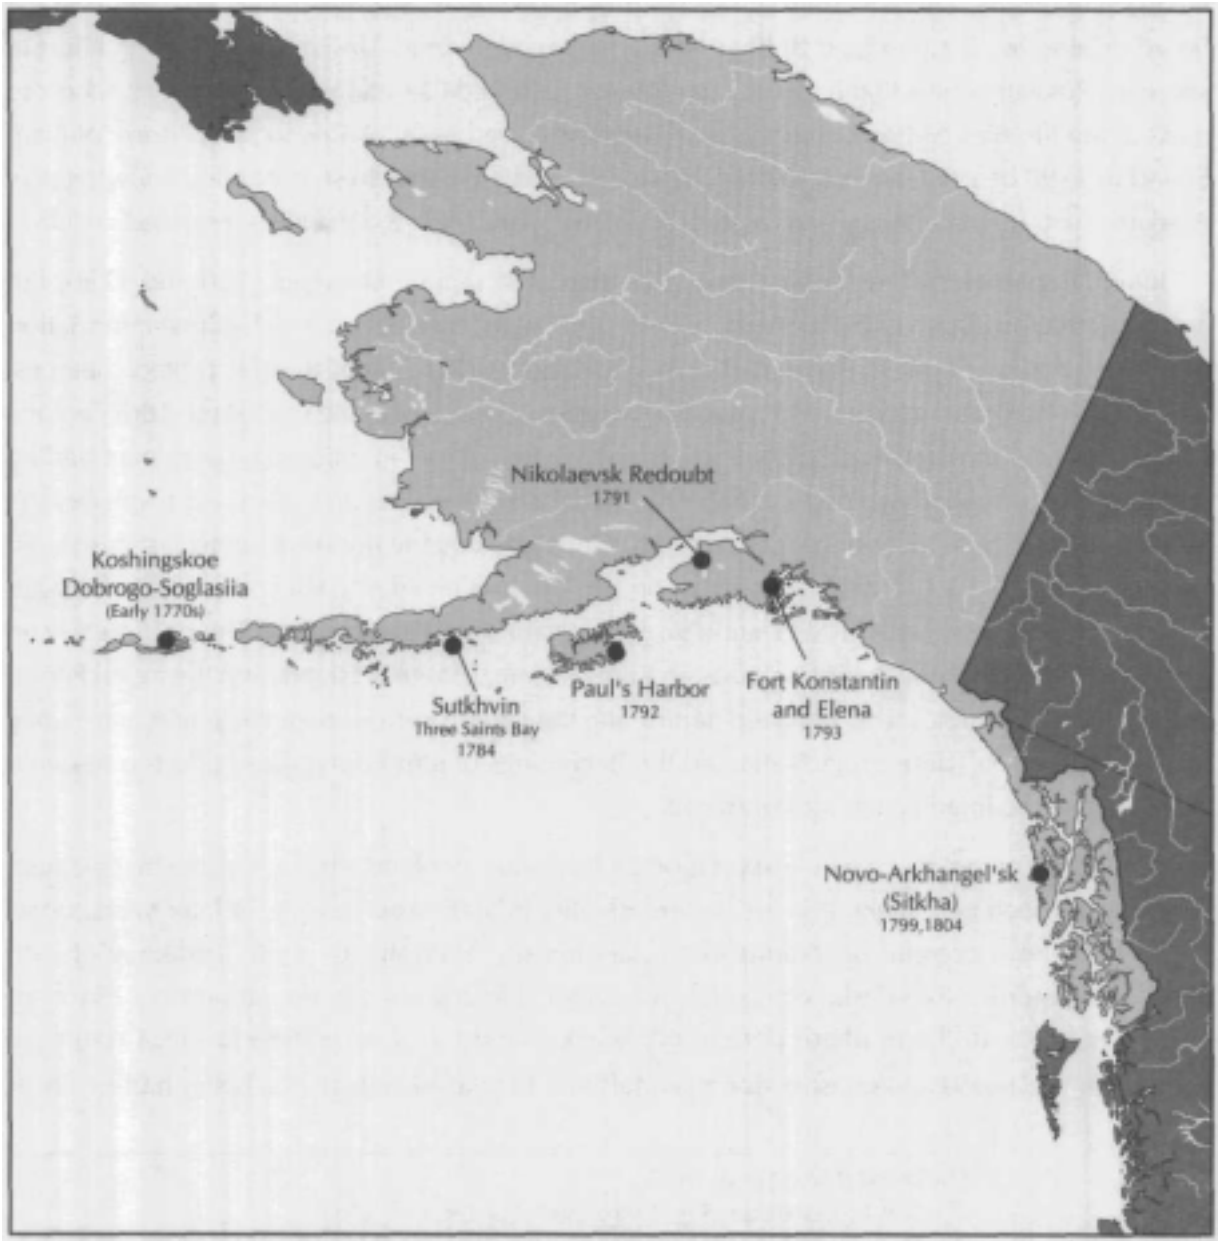 Nikolaevsk Redoubt
1791
Koshingskoe
Dobrogo-Soglasiia
(Early 1770s)
Sutkhvin
Three Saints Bay
1784
Paul's Harbor
1792
Fort Konstantin
and Elena
1793
Novo-Arkhangel'sk
(Sitkha)
1799,1804